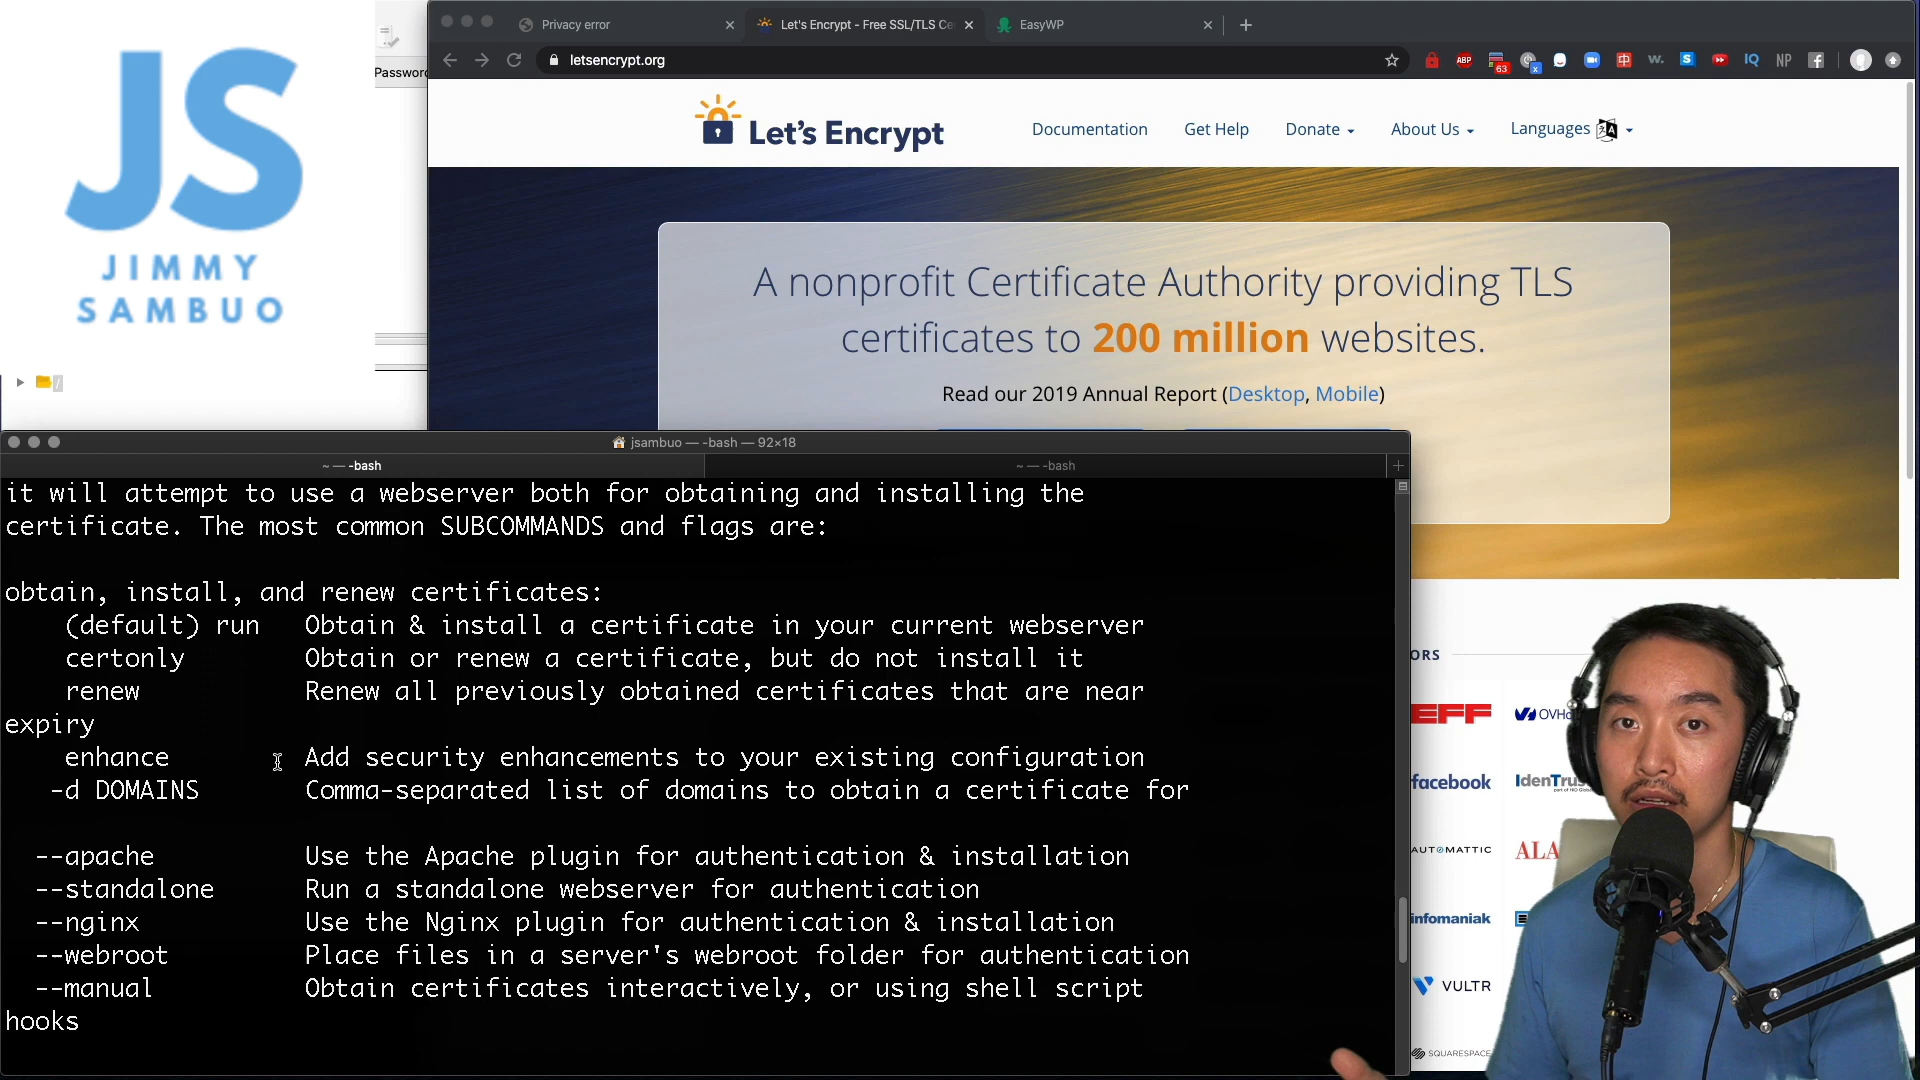 JS
JIMMY
SAMBUO
Password
/
Privacy error
Let's Encrypt - Free SSL/TLS Ce
EasyWP
letsencrypt.org
ABP
63
x
中
w.
S
IQ
NP
Let's Encrypt
Documentation
Get Help
Donate
About Us
Languages
A nonprofit Certificate Authority providing TLS
certificates to 200 million websites.
Read our 2019 Annual Report (Desktop, Mobile)
jsambuo — -bash — 92×18
~ — -bash
~ — -bash
it will attempt to use a webserver both for obtaining and installing the
certificate. The most common SUBCOMMANDS and flags are:
obtain, install, and renew certificates:
(default) run Obtain & install a certificate in your current webserver
certonly Obtain or renew a certificate, but do not install it
renew Renew all previously obtained certificates that are near
expiry
enhance Add security enhancements to your existing configuration
-d DOMAINS Comma-separated list of domains to obtain a certificate for
--apache Use the Apache plugin for authentication & installation
--standalone Run a standalone webserver for authentication
--nginx Use the Nginx plugin for authentication & installation
--webroot Place files in a server's webroot folder for authentication
--manual Obtain certificates interactively, or using shell script
hooks
ORS
EFF
OVHc
facebook
IdenTrus
AUTOMATTIC
ALA
infomaniak
VULTR
SQUARESPACE